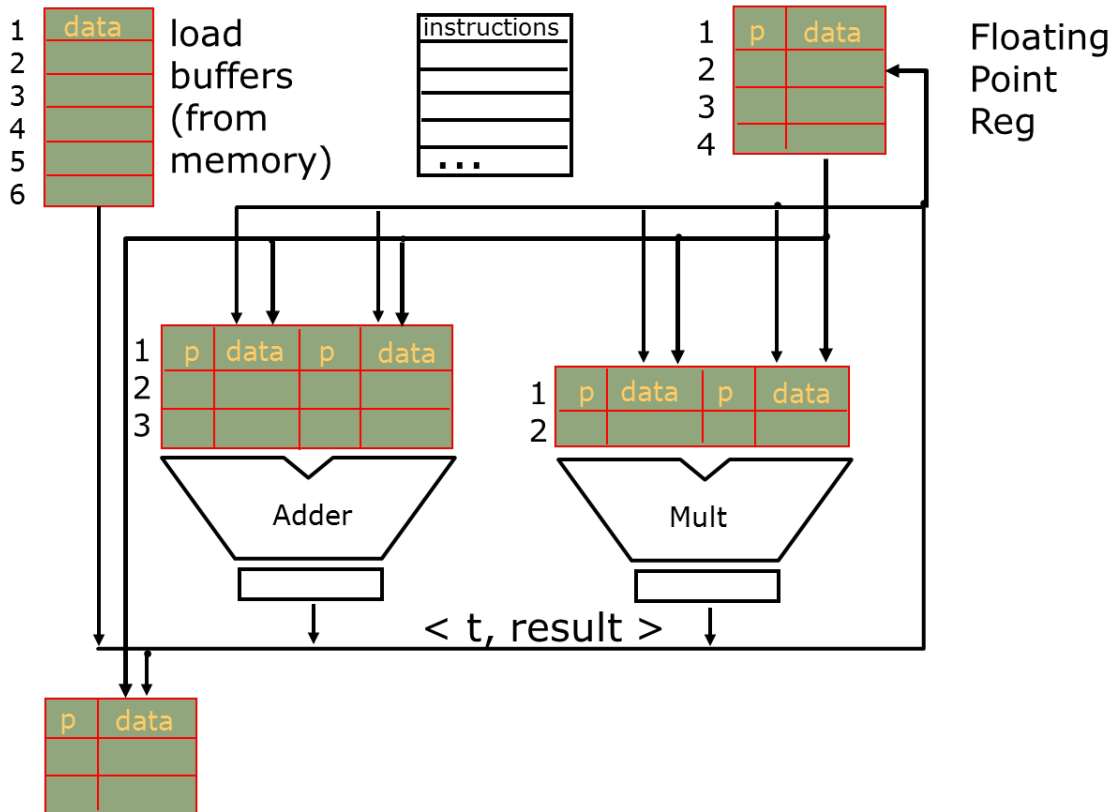 1
2
3
4
5
6
data
load
buffers
(from
memory)
instructions
...
1
2
3
4
p data
Floating
Point
Reg
1
2
3
p data p data
Adder
1
2
p data p data
Mult
< t, result >
p data